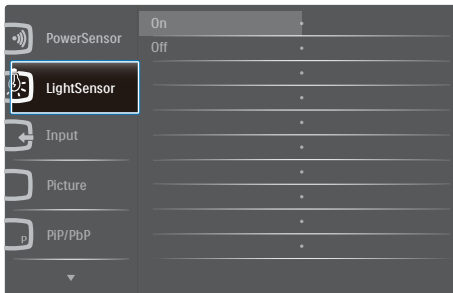 PowerSensor
LightSensor
Input
Picture
P
PiP/PbP
On
Off